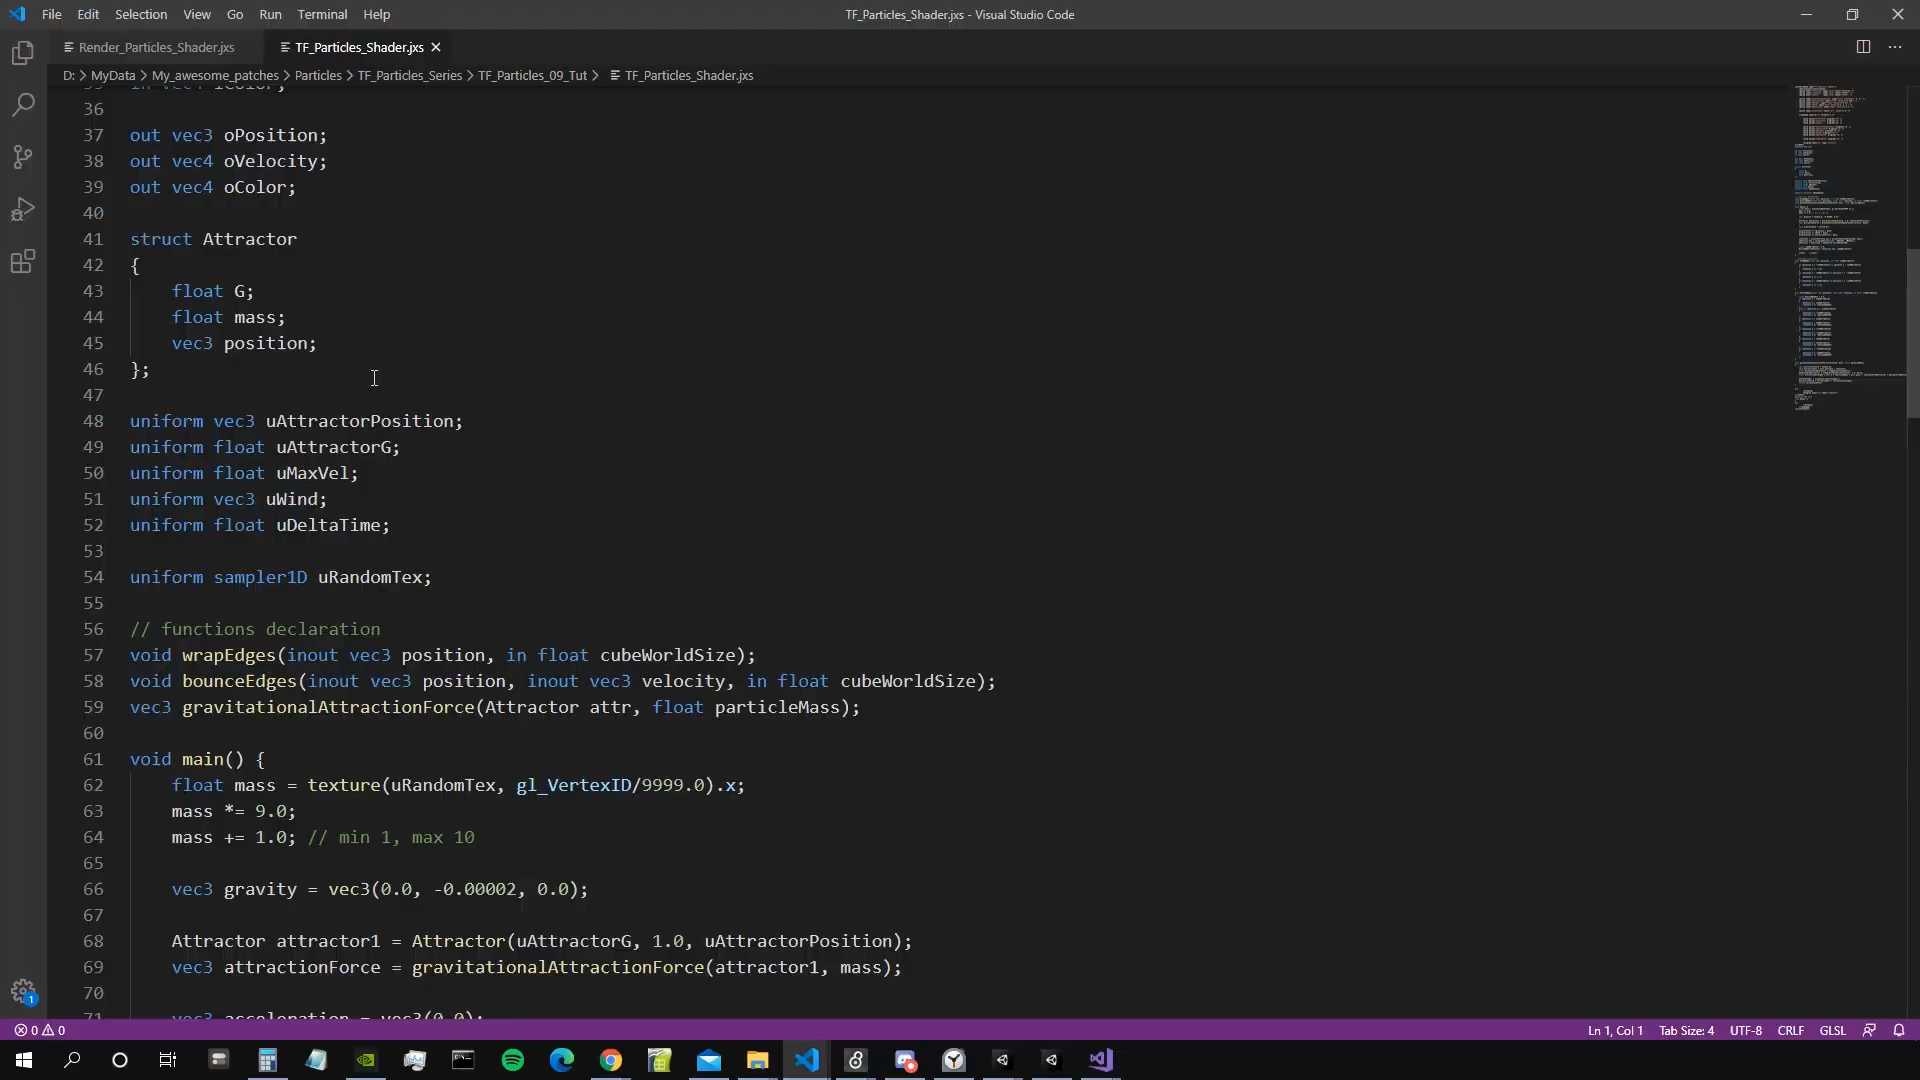 File Edit Selection View Go Run Terminal Help
TF_Particles_Shader.jxs - Visual Studio Code
Render_Particles_Shader.jxs TF_Particles_Shader.jxs
D: > MyData > My_awesome_patches > Particles > TF_Particles_Series > TF_Particles_09_Tut > TF_Particles_Shader.jxs
36
37 out vec3 oPosition;
38 out vec4 oVelocity;
39 out vec4 oColor;
40
41 struct Attractor
42 {
43 float G;
44 float mass;
45 vec3 position;
46 };
47
48 uniform vec3 uAttractorPosition;
49 uniform float uAttractorG;
50 uniform float uMaxVel;
51 uniform vec3 uWind;
52 uniform float uDeltaTime;
53
54 uniform sampler1D uRandomTex;
55
56 // functions declaration
57 void wrapEdges(inout vec3 position, in float cubeWorldSize);
58 void bounceEdges(inout vec3 position, inout vec3 velocity, in float cubeWorldSize);
59 vec3 gravitationalAttractionForce(Attractor attr, float particleMass);
60
61 void main() {
62 float mass = texture(uRandomTex, gl_VertexID/9999.0).x;
63 mass *= 9.0;
64 mass += 1.0; // min 1, max 10
65
66 vec3 gravity = vec3(0.0, -0.00002, 0.0);
67
68 Attractor attractor1 = Attractor(uAttractorG, 1.0, uAttractorPosition);
69 vec3 attractionForce = gravitationalAttractionForce(attractor1, mass);
70
71 vec3 acceleration = vec3(0.0);
1
0 0
Ln 1, Col 1 Tab Size: 4 UTF-8 CRLF GLSL